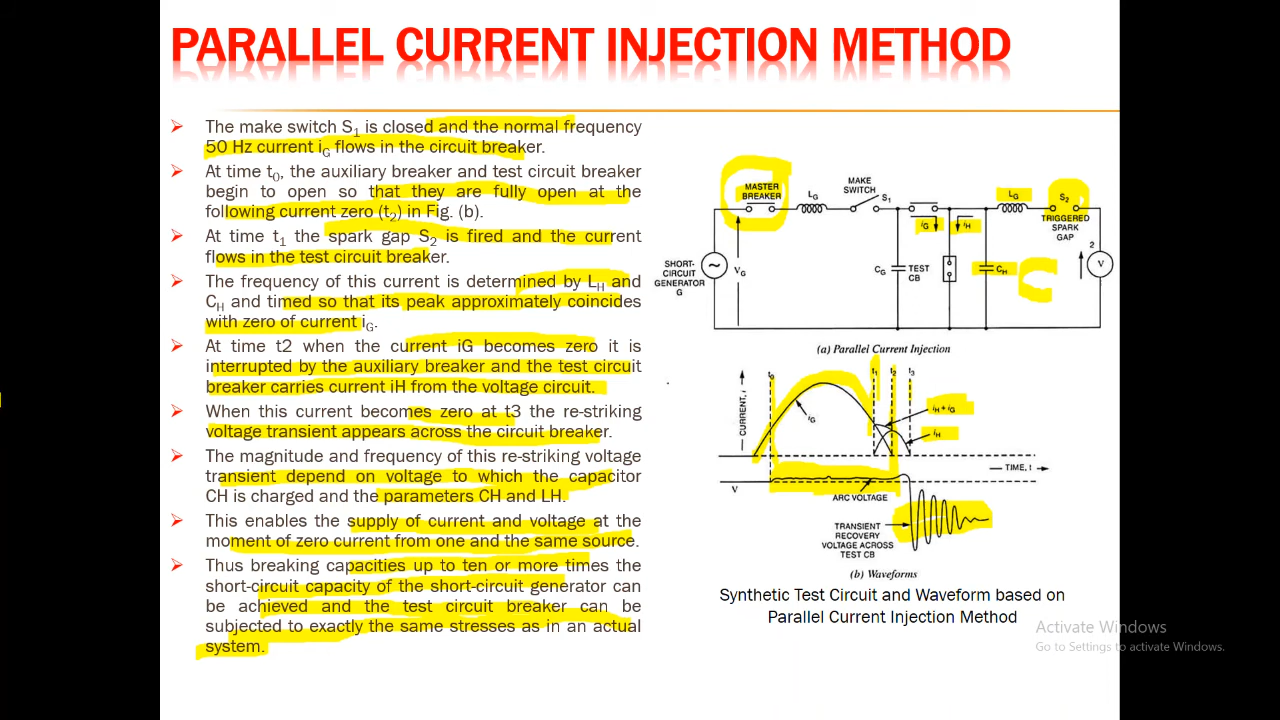 PARALLEL CURRENT INJECTION METHOD
➢ The make switch S₁ is closed and the normal frequency
50 Hz current iG flows in the circuit breaker.
➢ At time t₀, the auxiliary breaker and test circuit breaker
begin to open so that they are fully open at the
following current zero (t₂) in Fig. (b).
➢ At time t₁ the spark gap S₂ is fired and the current
flows in the test circuit breaker.
➢ The frequency of this current is determined by LH and
CH and timed so that its peak approximately coincides
with zero of current iG.
➢ At time t2 when the current iG becomes zero it is
interrupted by the auxiliary breaker and the test circuit
breaker carries current iH from the voltage circuit.
➢ When this current becomes zero at t3 the re-striking
voltage transient appears across the circuit breaker.
➢ The magnitude and frequency of this re-striking voltage
transient depend on voltage to which the capacitor
CH is charged and the parameters CH and LH.
➢ This enables the supply of current and voltage at the
moment of zero current from one and the same source.
➢ Thus breaking capacities up to ten or more times the
short-circuit capacity of the short-circuit generator can
be achieved and the test circuit breaker can be
subjected to exactly the same stresses as in an actual
system.
MASTER
BREAKER
LG
MAKE
SWITCH
S₁
iG
iH
LG
S₂
TRIGGERED
SPARK
GAP
SHORT-
CIRCUIT
GENERATOR
G
~
VG
CG
TEST
CB
CH
2
V
(a) Parallel Current Injection
CURRENT, i
t₀
t₁
t₂
t₃
iG
iH + iG
iH
TIME, t
V
ARC VOLTAGE
TRANSIENT
RECOVERY
VOLTAGE ACROSS
TEST CB
(b) Waveforms
Synthetic Test Circuit and Waveform based on
Parallel Current Injection Method
Activate Windows
Go to Settings to activate Windows.